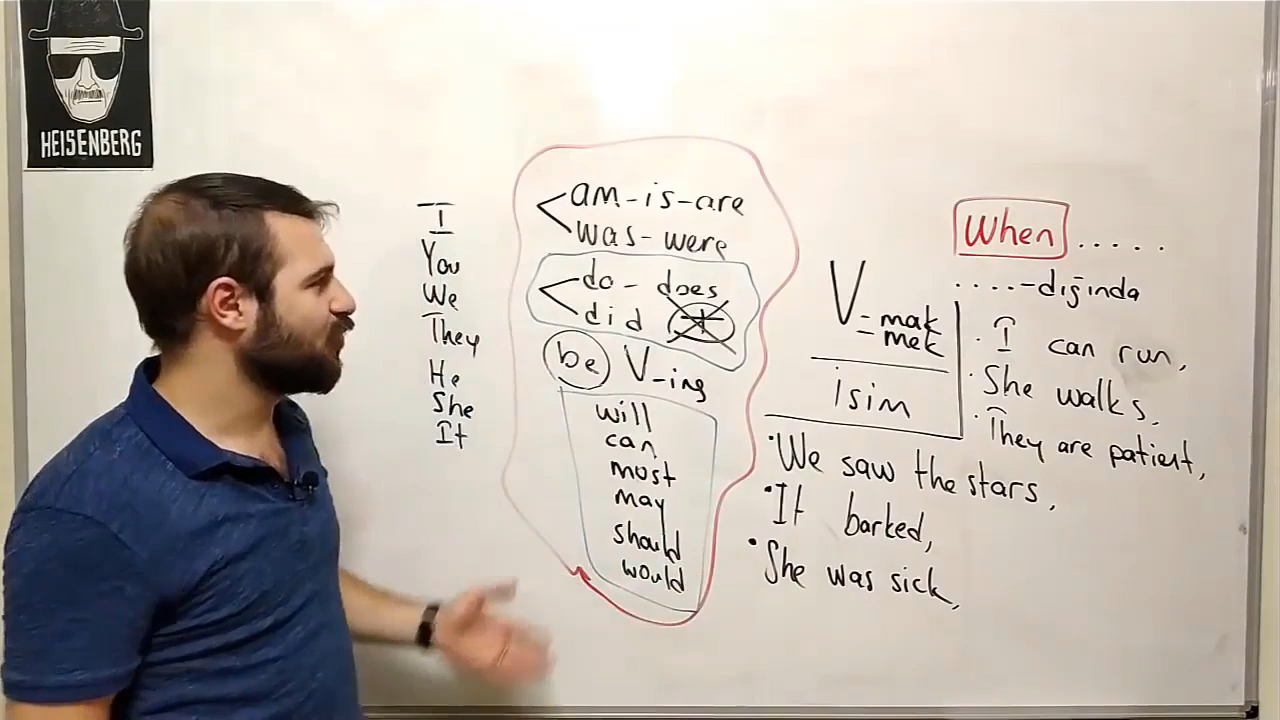 HEISENBERG
I
You
We
They
He
She
It
am-is-are
was-were
do - does
did +
be V-ing
will
can
must
may
should
would
V-mak
mek
isim
When.....
....-diğinda
· I can run,
· She walks,
· They are patient,
· We saw the stars,
· It barked,
· She was sick,